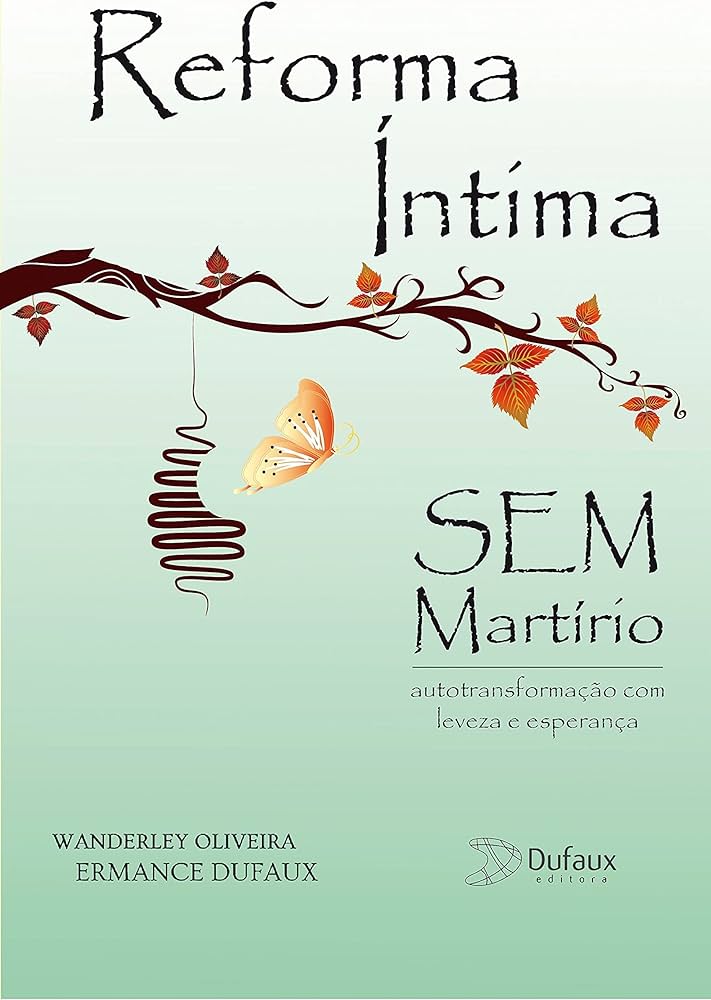 Reforma
Íntima
SEM
Martírio
autotransformação com
leveza e esperança
WANDERLEY OLIVEIRA
ERMANCE DUFAUX
Dufaux
editora